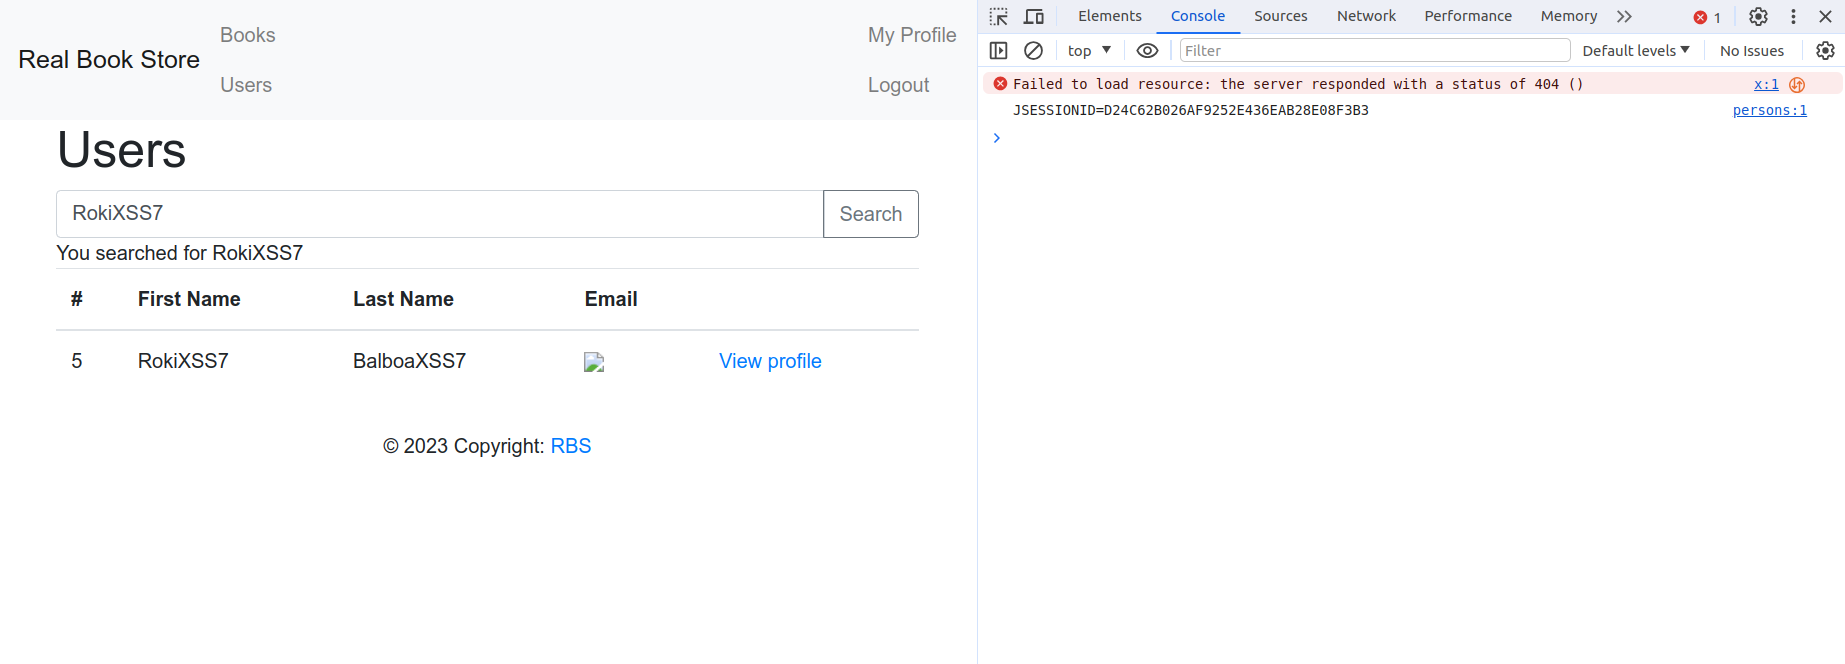 Real Book Store
Books
Users
My Profile
Logout
Users
RokiXSS7
Search
You searched for RokiXSS7
# First Name Last Name Email
5 RokiXSS7 BalboaXSS7 View profile
© 2023 Copyright: RBS
Elements Console Sources Network Performance Memory 1
top Filter Default levels No Issues
Failed to load resource: the server responded with a status of 404 () x:1
JSESSIONID=D24C62B026AF9252E436EAB28E08F3B3 persons:1